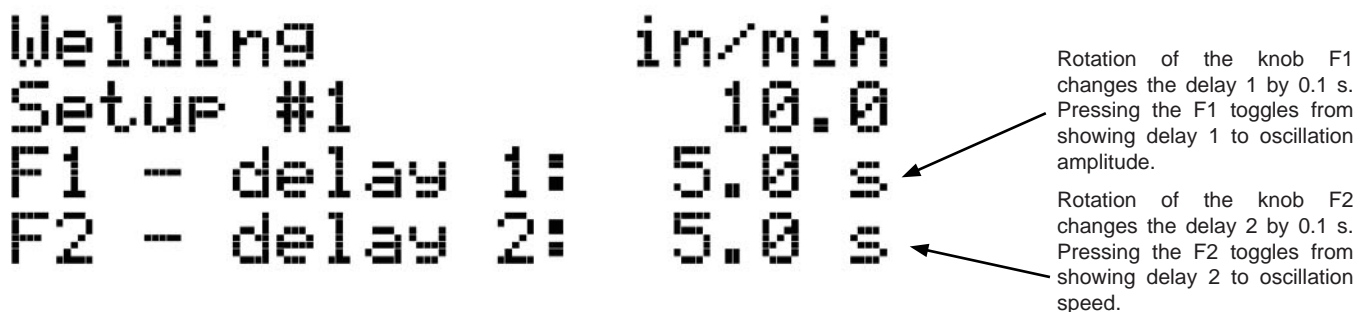 Welding in/min
Setup #1 10.0
F1 - delay 1: 5.0 s
F2 - delay 2: 5.0 s
Rotation of the knob F1
changes the delay 1 by 0.1 s.
Pressing the F1 toggles from
showing delay 1 to oscillation
amplitude.
Rotation of the knob F2
changes the delay 2 by 0.1 s.
Pressing the F2 toggles from
showing delay 2 to oscillation
speed.